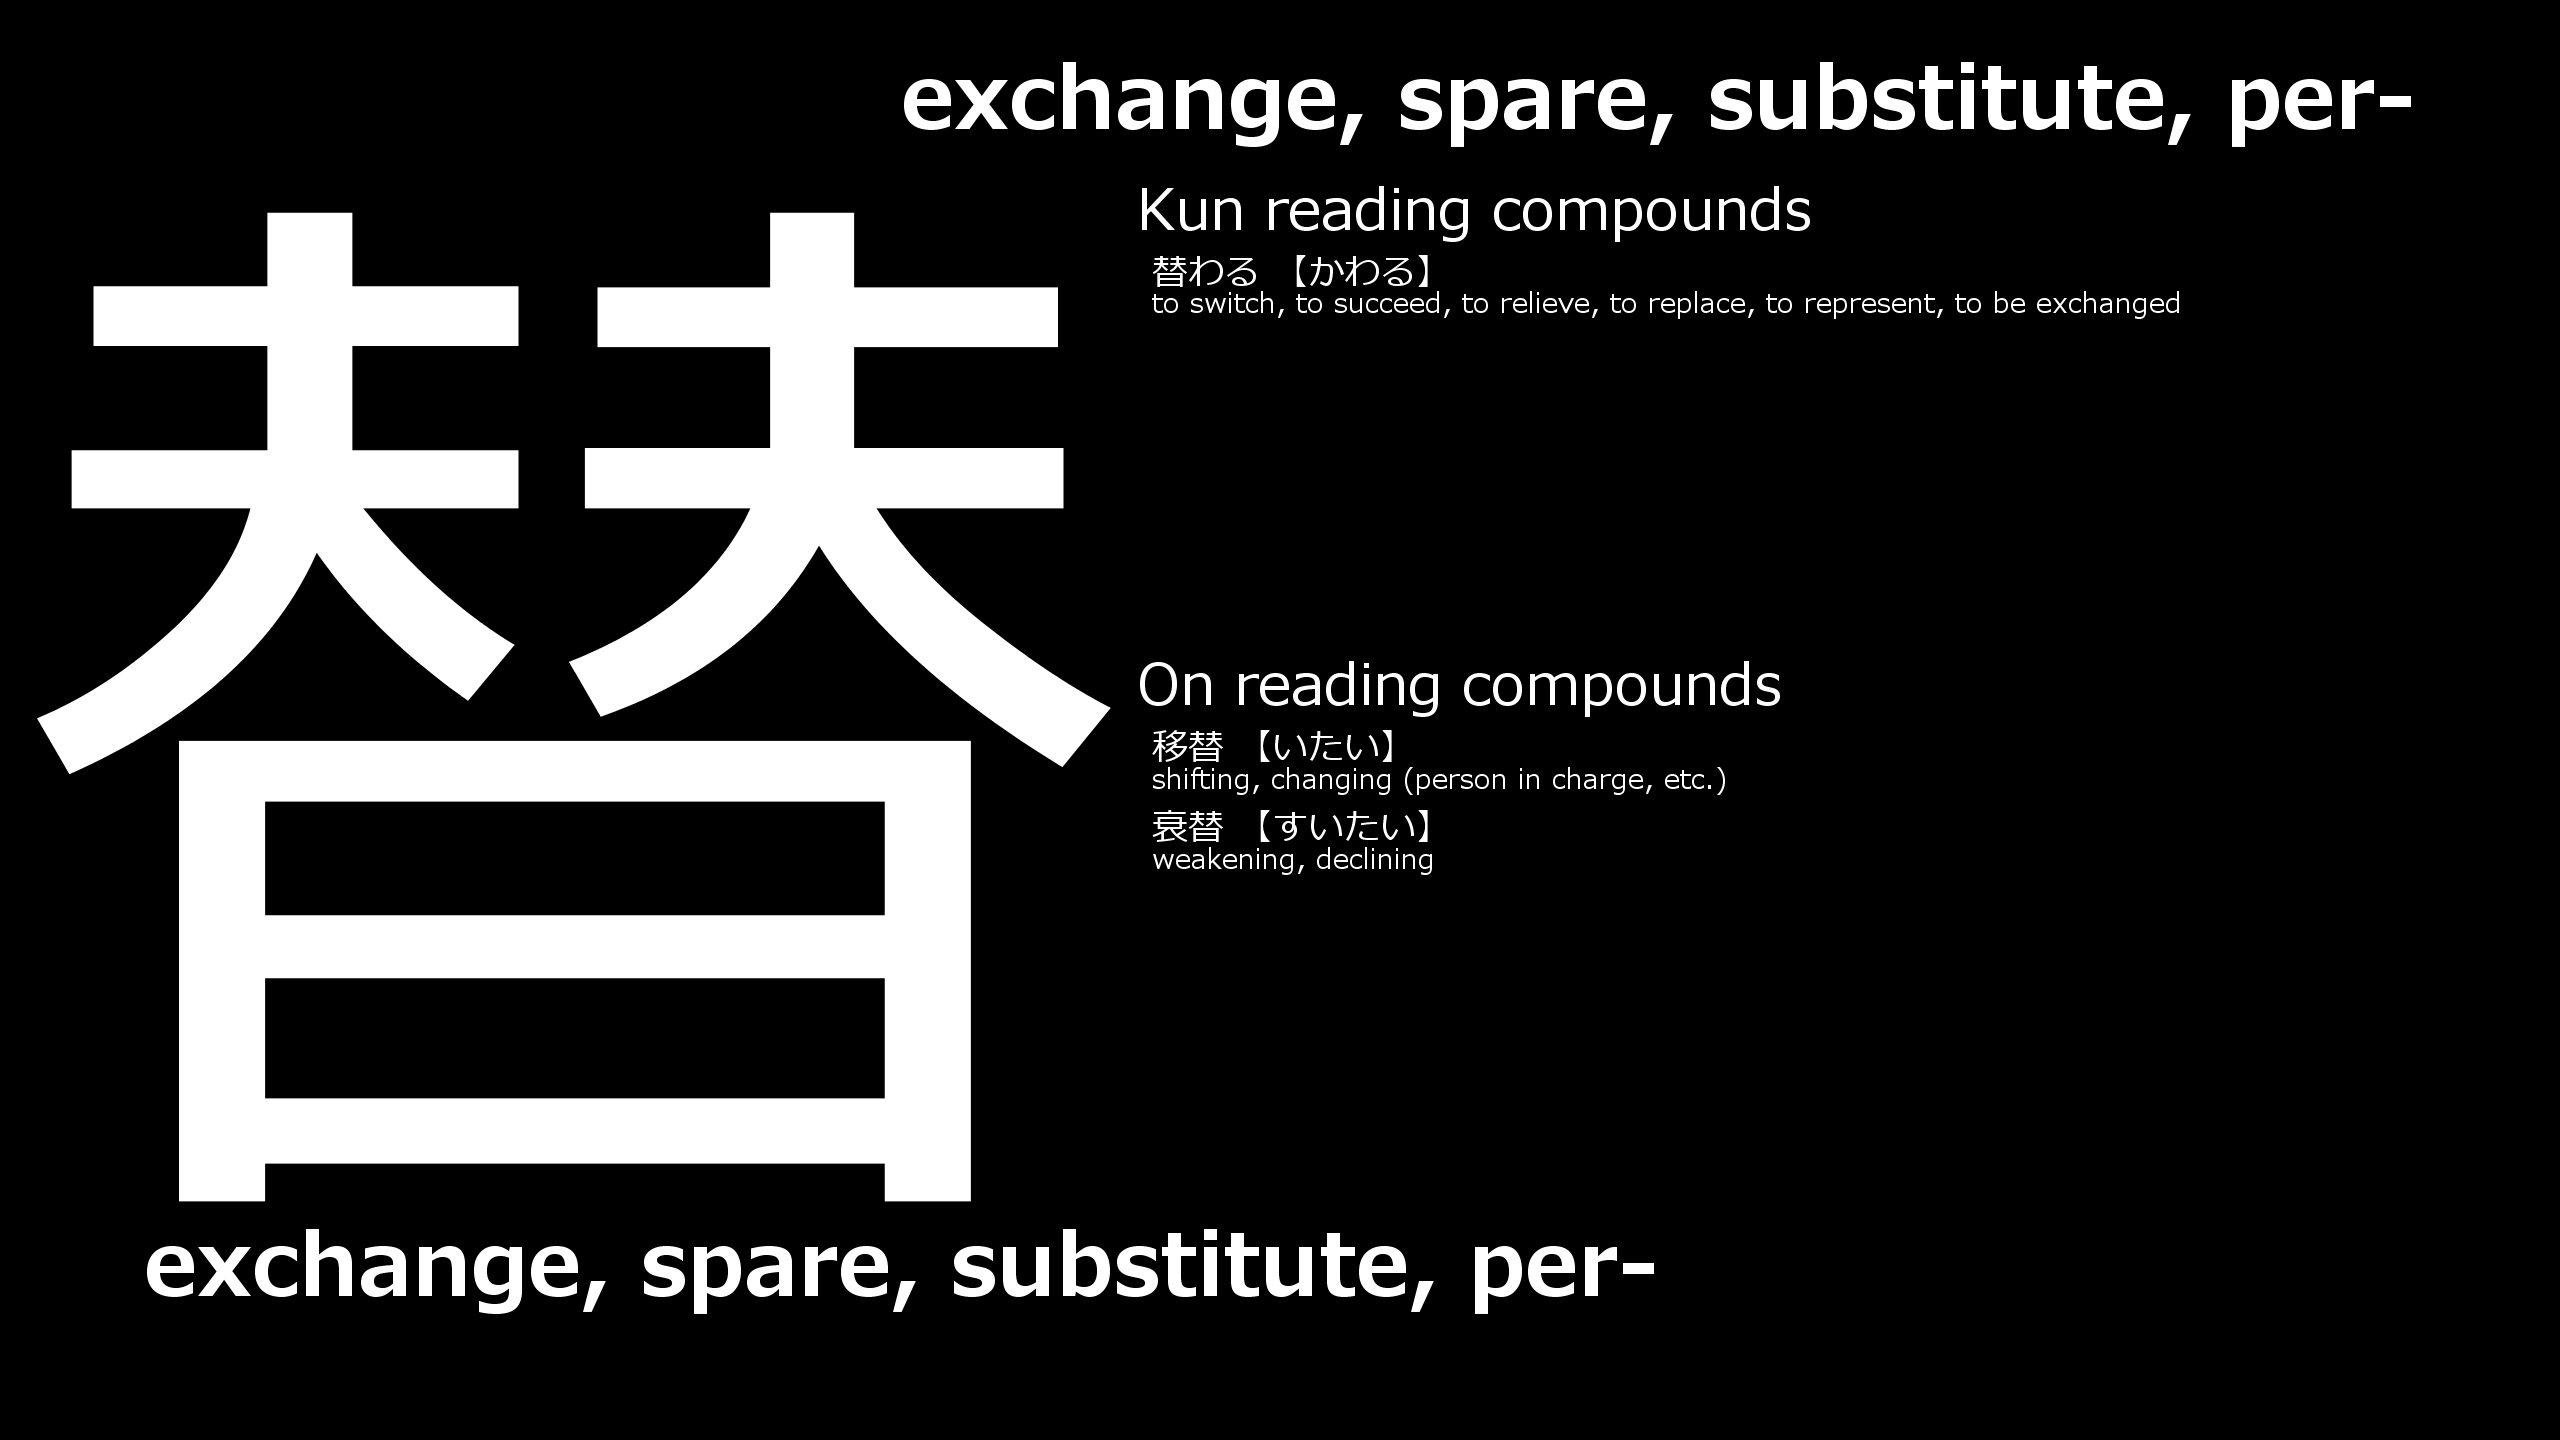 exchange, spare, substitute, per-
替
Kun reading compounds
替わる 【かわる】
to switch, to succeed, to relieve, to replace, to represent, to be exchanged
On reading compounds
移替 【いたい】
shifting, changing (person in charge, etc.)
衰替 【すいたい】
weakening, declining
exchange, spare, substitute, per-